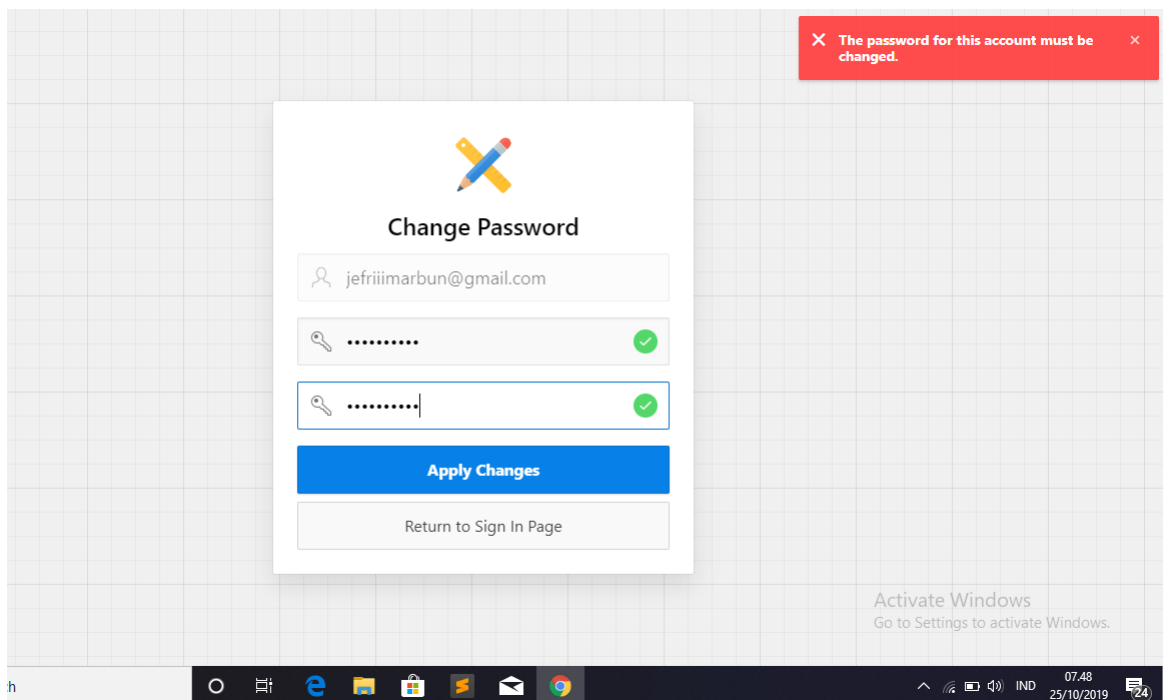 The password for this account must be
changed.
Change Password
jefriiimarbun@gmail.com
••••••••••
••••••••••
Apply Changes
Return to Sign In Page
Activate Windows
Go to Settings to activate Windows.
07.48
IND
25/10/2019
24